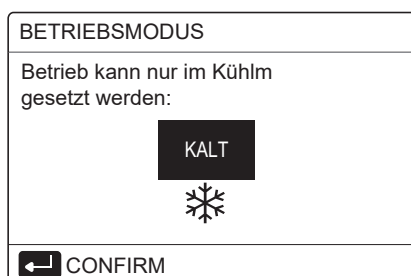 BETRIEBSMODUS
Betrieb kann nur im Kühlm
gesetzt werden:
KALT
CONFIRM